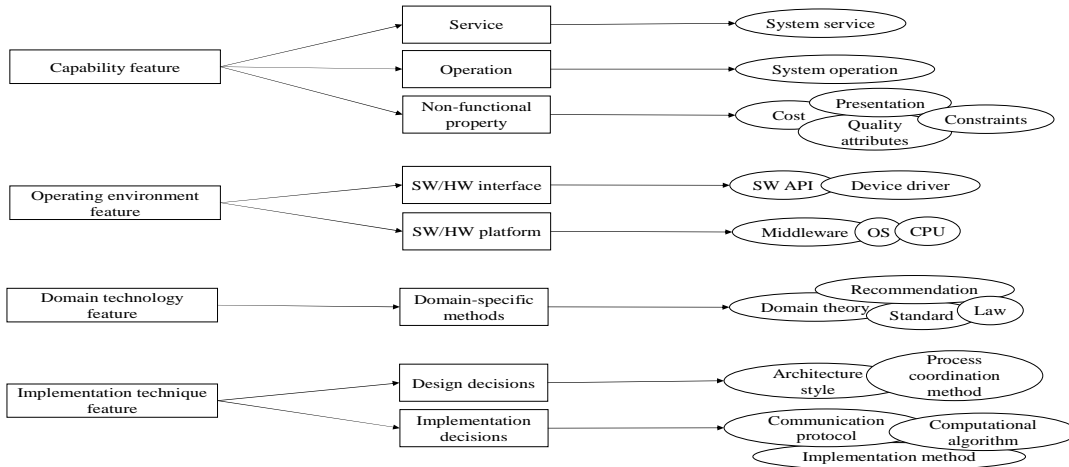 Service
System service
Capability feature
Operation
System operation
Non-functional
property
Cost
Presentation
Quality
attributes
Constraints
Operating environment
feature
SW/HW interface
SW API
Device driver
SW/HW platform
Middleware
OS
CPU
Domain technology
feature
Domain-specific
methods
Domain theory
Recommendation
Standard
Law
Implementation technique
feature
Design decisions
Architecture
style
Process
coordination
method
Implementation
decisions
Communication
protocol
Computational
algorithm
Implementation method